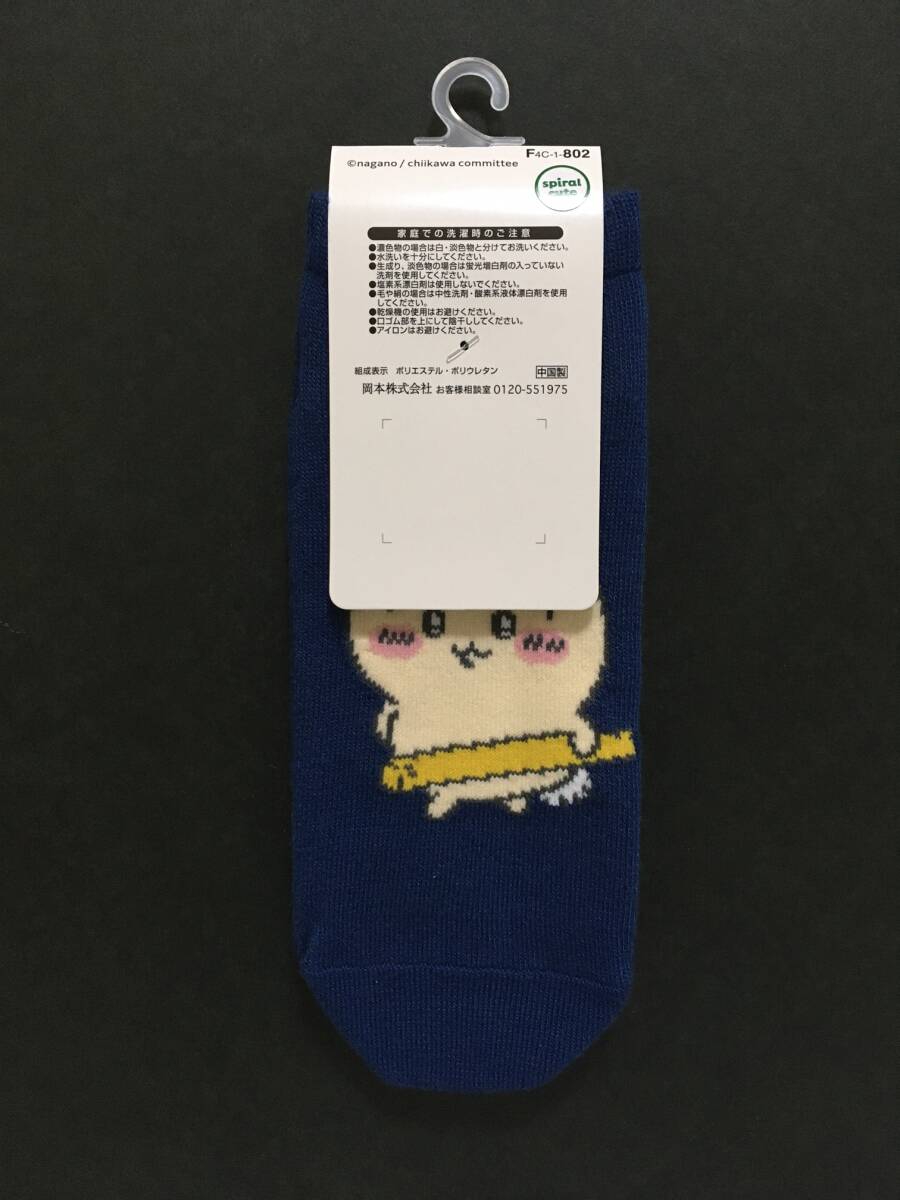 F4C-1-802
©nagano / chiikawa committee
spiral
cute
家庭での洗濯時のご注意
●濃色物の場合は白・淡色物と分けてお洗いください。
●水洗いを十分にしてください。
●生成り、淡色物の場合は蛍光増白剤の入っていない
洗剤を使用してください。
●塩素系漂白剤は使用しないでください。
●毛や絹の場合は中性洗剤・酸素系液体漂白剤を使用
してください。
●乾燥機の使用はお避けください。
●口ゴム部を上にして陰干ししてください。
●アイロンはお避けください。
組成表示 ポリエステル・ポリウレタン 中国製
岡本株式会社 お客様相談室 0120-551975